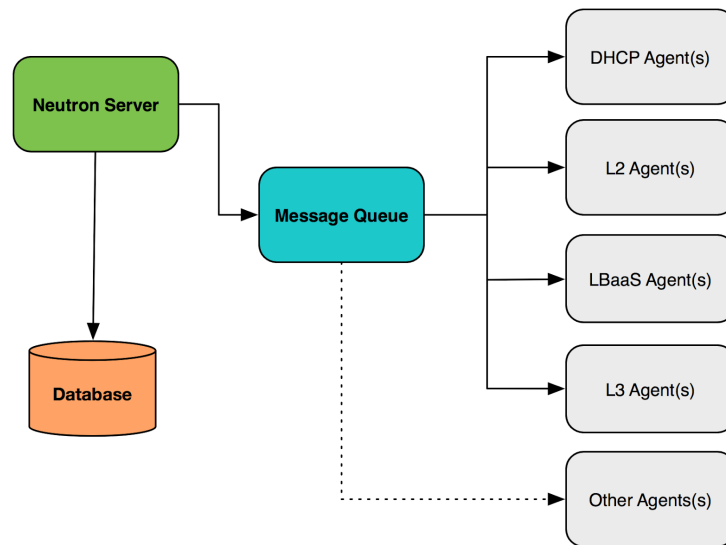 DHCP Agent(s)
Neutron Server
L2 Agent(s)
Message Queue
LBaaS Agent(s)
Database
L3 Agent(s)
Other Agents(s)